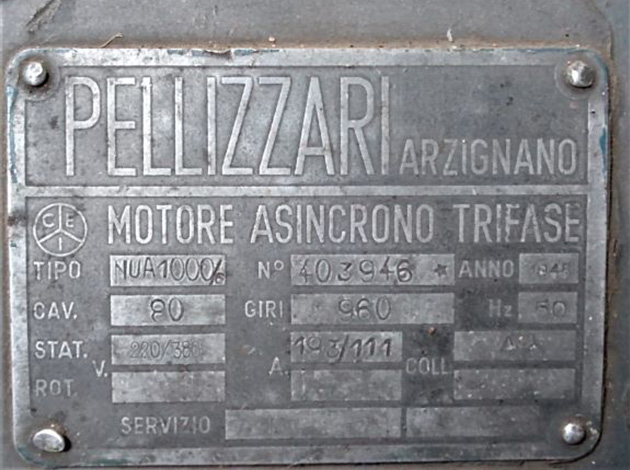 PELLIZZARI ARZIGNANO
CEI MOTORE ASINCRONO TRIFASE
TIPO NUA1000/6 Nº 403946 * ANNO
CAV. 80 GIRI 960 Hz 50
STAT. V. 220/380 A. 193/111 COLL.
ROT.
SERVIZIO